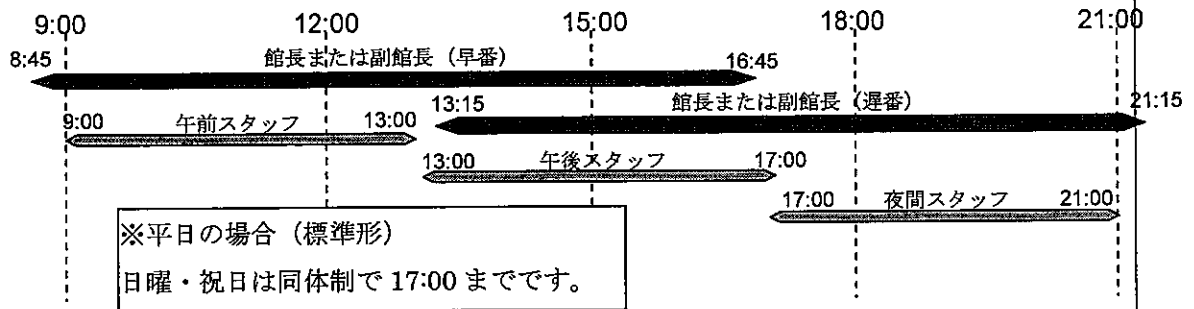 9:00 12:00 15:00 18:00 21:00
8:45 館長または副館長（早番） 16:45
13:15 館長または副館長（遅番） 21:15
9:00 午前スタッフ 13:00
13:00 午後スタッフ 17:00
17:00 夜間スタッフ 21:00
※平日の場合（標準形）
日曜・祝日は同体制で 17:00 までです。